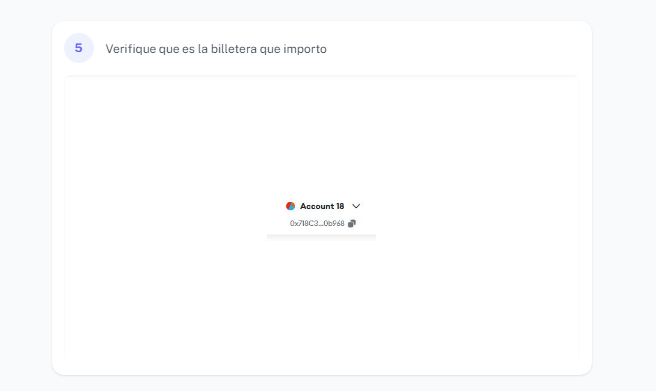 5
Verifique que es la billetera que importo
Account 18
0x718C3...0b968